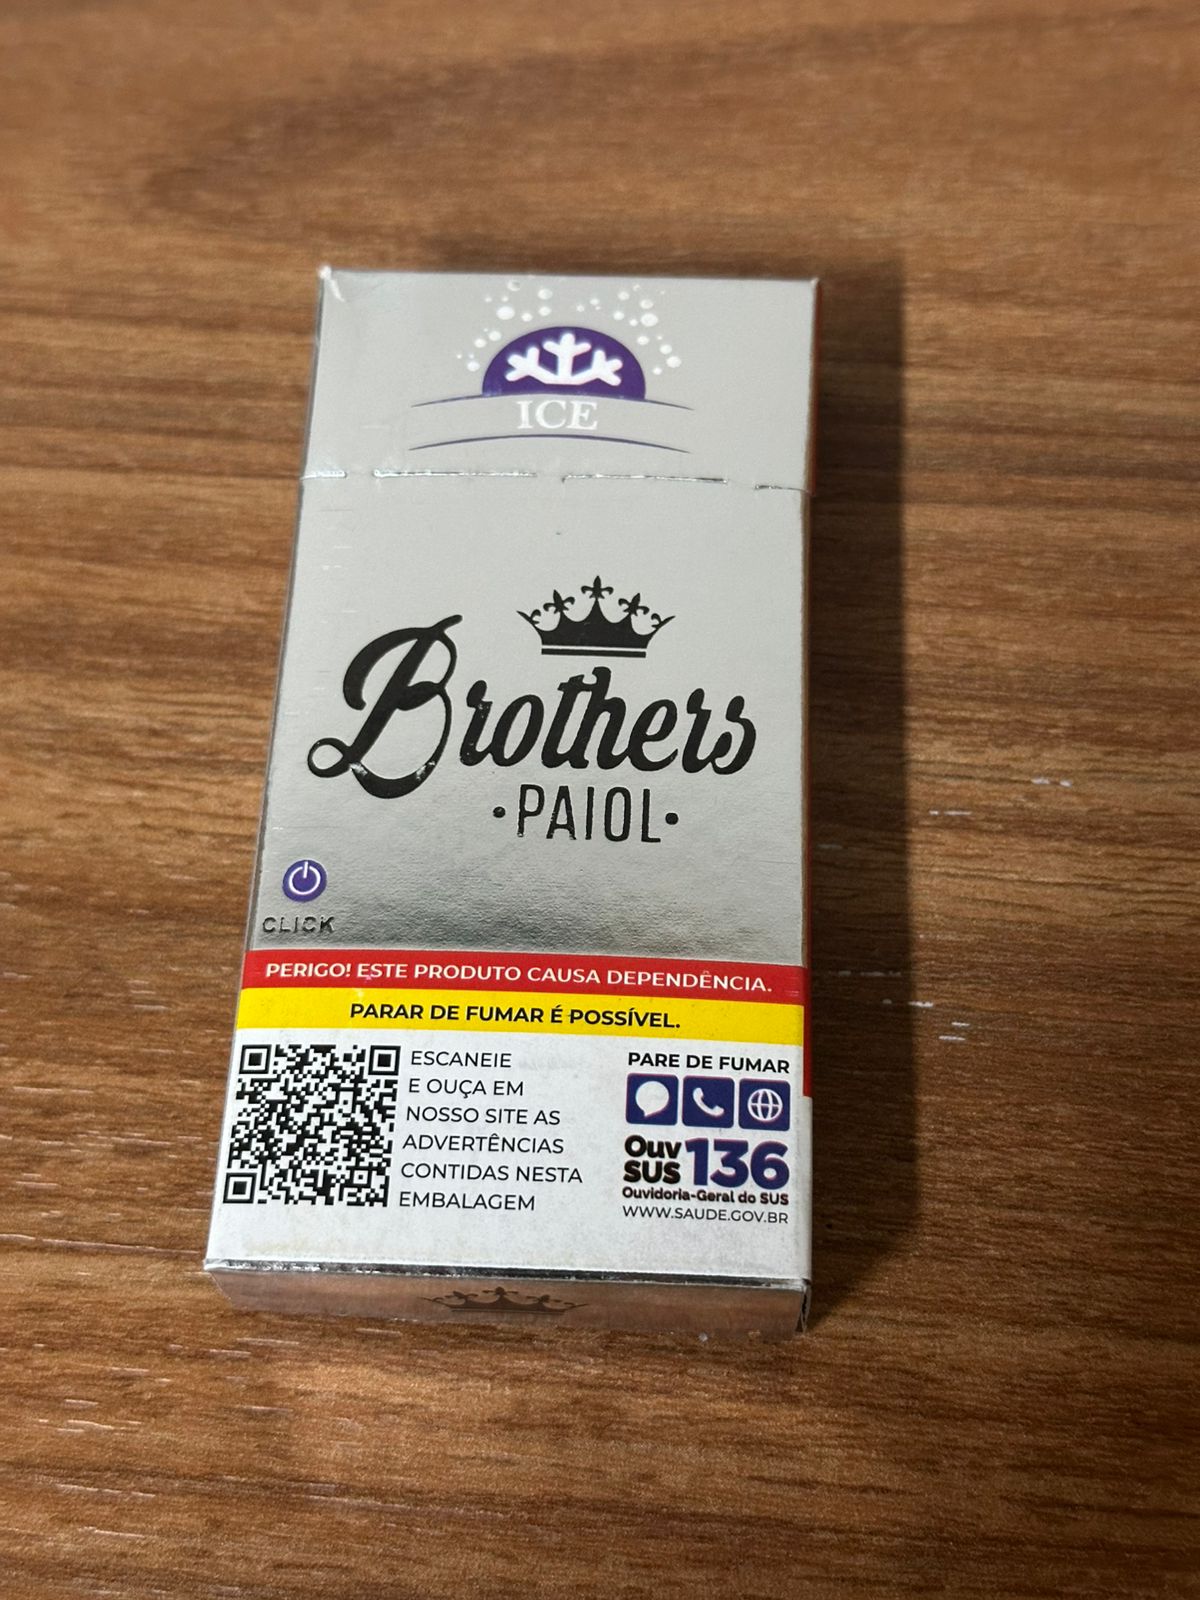 ICE
Brothers
•PAIOL•
CLICK
PERIGO! ESTE PRODUTO CAUSA DEPENDÊNCIA.
PARAR DE FUMAR É POSSÍVEL.
ESCANEIE
E OUÇA EM
NOSSO SITE AS
ADVERTÊNCIAS
CONTIDAS NESTA
EMBALAGEM
PARE DE FUMAR
Ouv
SUS 136
Ouvidoria-Geral do SUS
WWW.SAUDE.GOV.BR